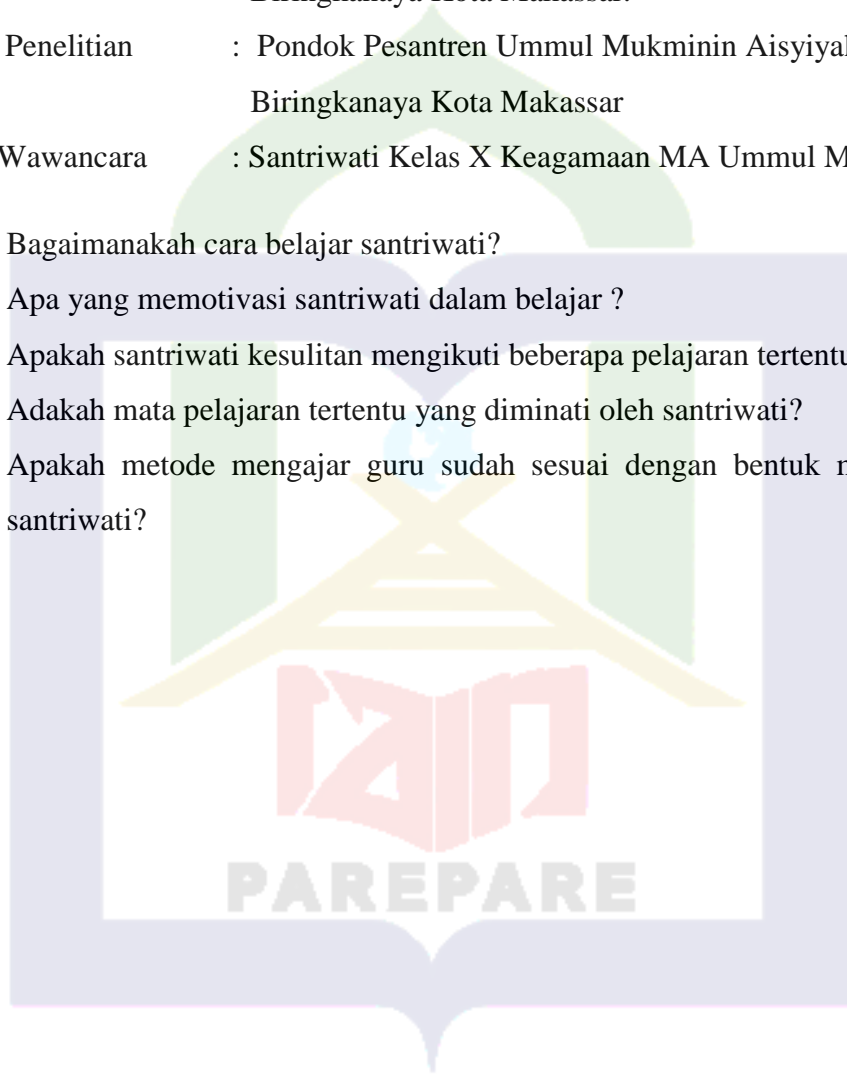 Biringkanaya Kota Makassar.
Penelitian : Pondok Pesantren Ummul Mukminin Aisyiyah
Biringkanaya Kota Makassar
Wawancara : Santriwati Kelas X Keagamaan MA Ummul M
Bagaimanakah cara belajar santriwati?
Apa yang memotivasi santriwati dalam belajar ?
Apakah santriwati kesulitan mengikuti beberapa pelajaran tertentu
Adakah mata pelajaran tertentu yang diminati oleh santriwati?
Apakah metode mengajar guru sudah sesuai dengan bentuk
santriwati?
iain
PAREPARE